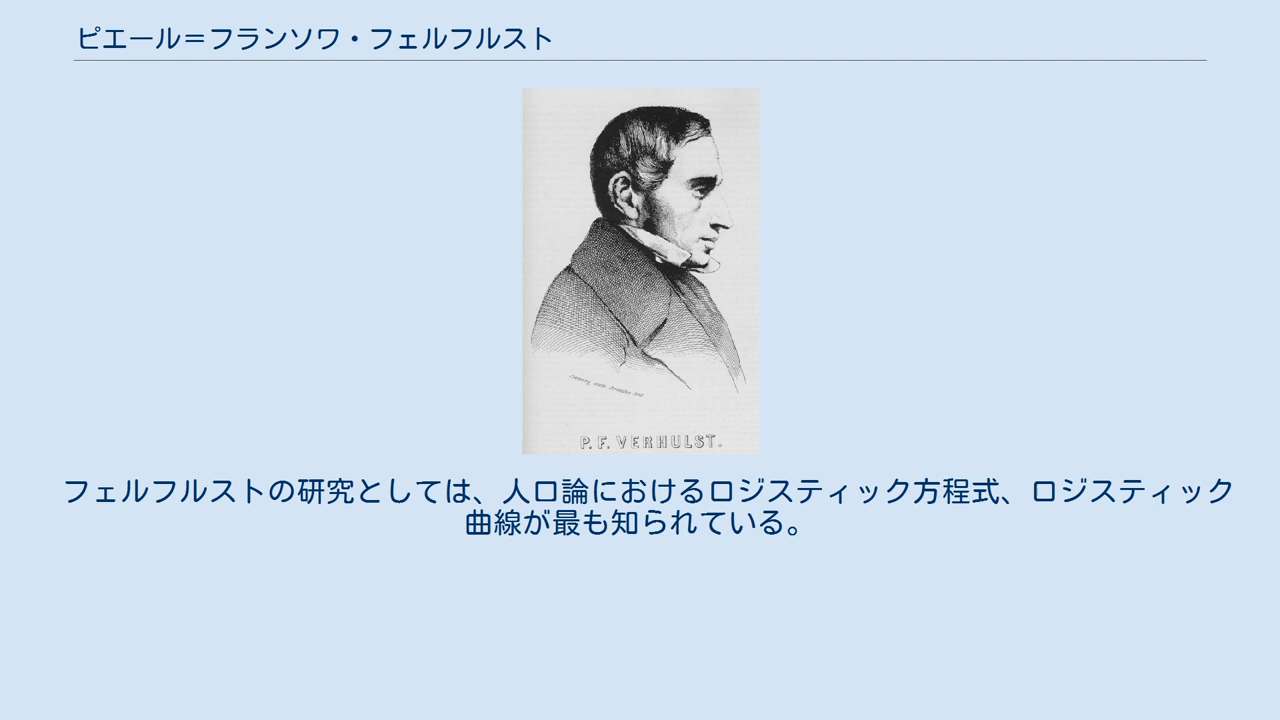 ピエール＝フランソワ・フェルフルスト
P. F. VERHULST.
フェルフルストの研究としては、人口論におけるロジスティック方程式、ロジスティック
曲線が最も知られている。